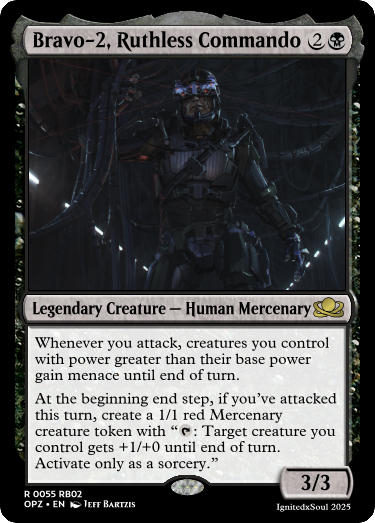 Bravo-2, Ruthless Commando 2
Legendary Creature — Human Mercenary
Whenever you attack, creatures you control
with power greater than their base power
gain menace until end of turn.
At the beginning end step, if you've attacked
this turn, create a 1/1 red Mercenary
creature token with “: Target creature you
control gets +1/+0 until end of turn.
Activate only as a sorcery.”
3/3
R 0055 RB02
OPZ • EN Jeff Bartzis
IgnitedxSoul 2025